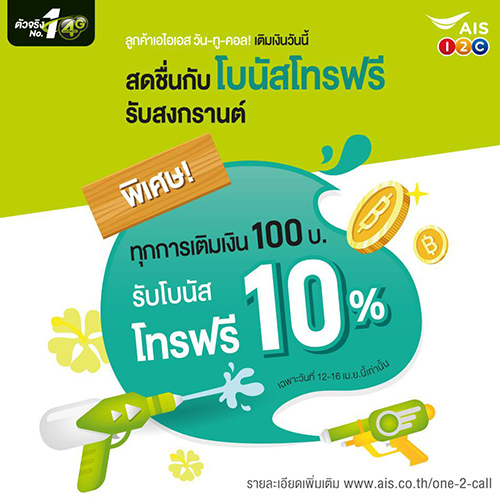 ตัวจริง
No.1 4G
AIS
12C
ลูกค้าเอไอเอส วัน-ทู-คอล! เติมเงินวันนี้
สดชื่นกับ โบนัสโทรฟรี
รับสงกรานต์
พิเศษ!
ทุกการเติมเงิน 100 บ.
รับโบนัส
โทรฟรี 10%
เฉพาะวันที่ 12-16 เม.ย.นี้เท่านั้น
รายละเอียดเพิ่มเติม www.ais.co.th/one-2-call